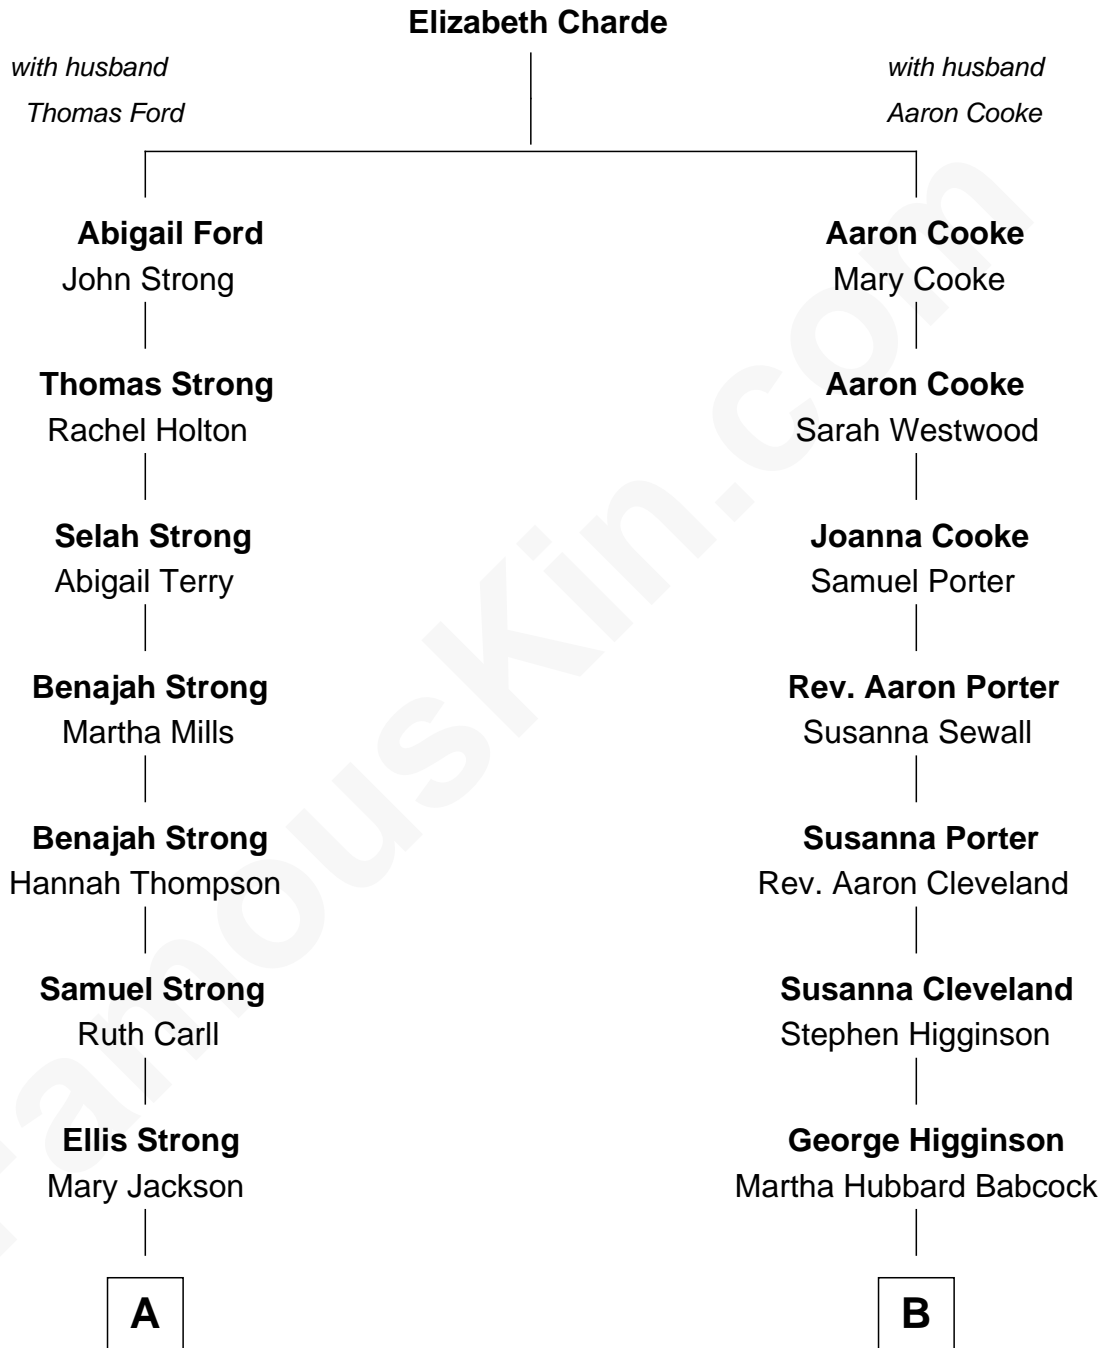 Elizabeth Charde
with husband
Thomas Ford
with husband
Aaron Cooke
Abigail Ford
John Strong
Thomas Strong
Rachel Holton
Selah Strong
Abigail Terry
Benajah Strong
Martha Mills
Benajah Strong
Hannah Thompson
Samuel Strong
Ruth Carll
Ellis Strong
Mary Jackson
A
Aaron Cooke
Mary Cooke
Aaron Cooke
Sarah Westwood
Joanna Cooke
Samuel Porter
Rev. Aaron Porter
Susanna Sewall
Susanna Porter
Rev. Aaron Cleveland
Susanna Cleveland
Stephen Higginson
George Higginson
Martha Hubbard Babcock
B
FamousKin.com